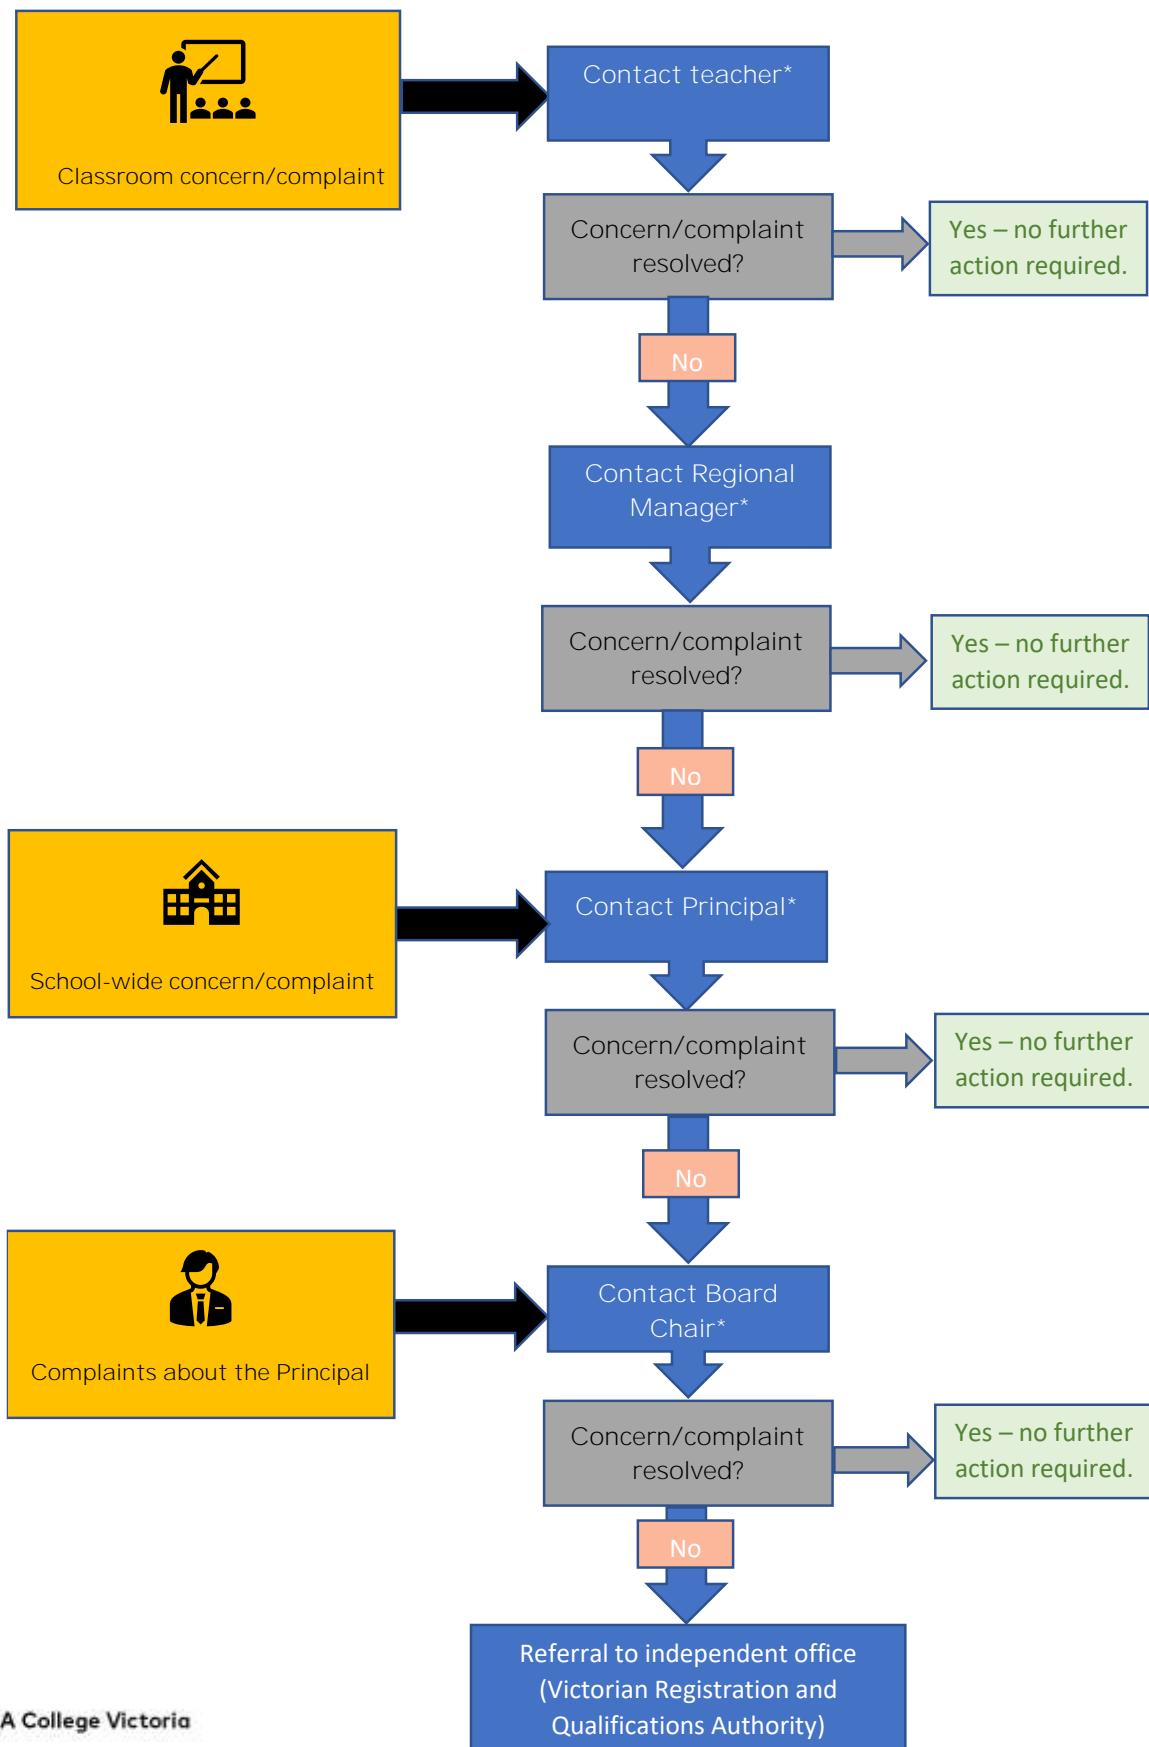 Contact teacher*
Classroom concern/complaint
Concern/complaint
resolved?
Yes – no further
action required.
No
Contact Regional
Manager*
Concern/complaint
resolved?
Yes – no further
action required.
No
Contact Principal*
School-wide concern/complaint
Concern/complaint
resolved?
Yes – no further
action required.
No
Contact Board
Chair*
Complaints about the Principal
Concern/complaint
resolved?
Yes – no further
action required.
No
Referral to independent office
(Victorian Registration and
Qualifications Authority)
A College Victoria